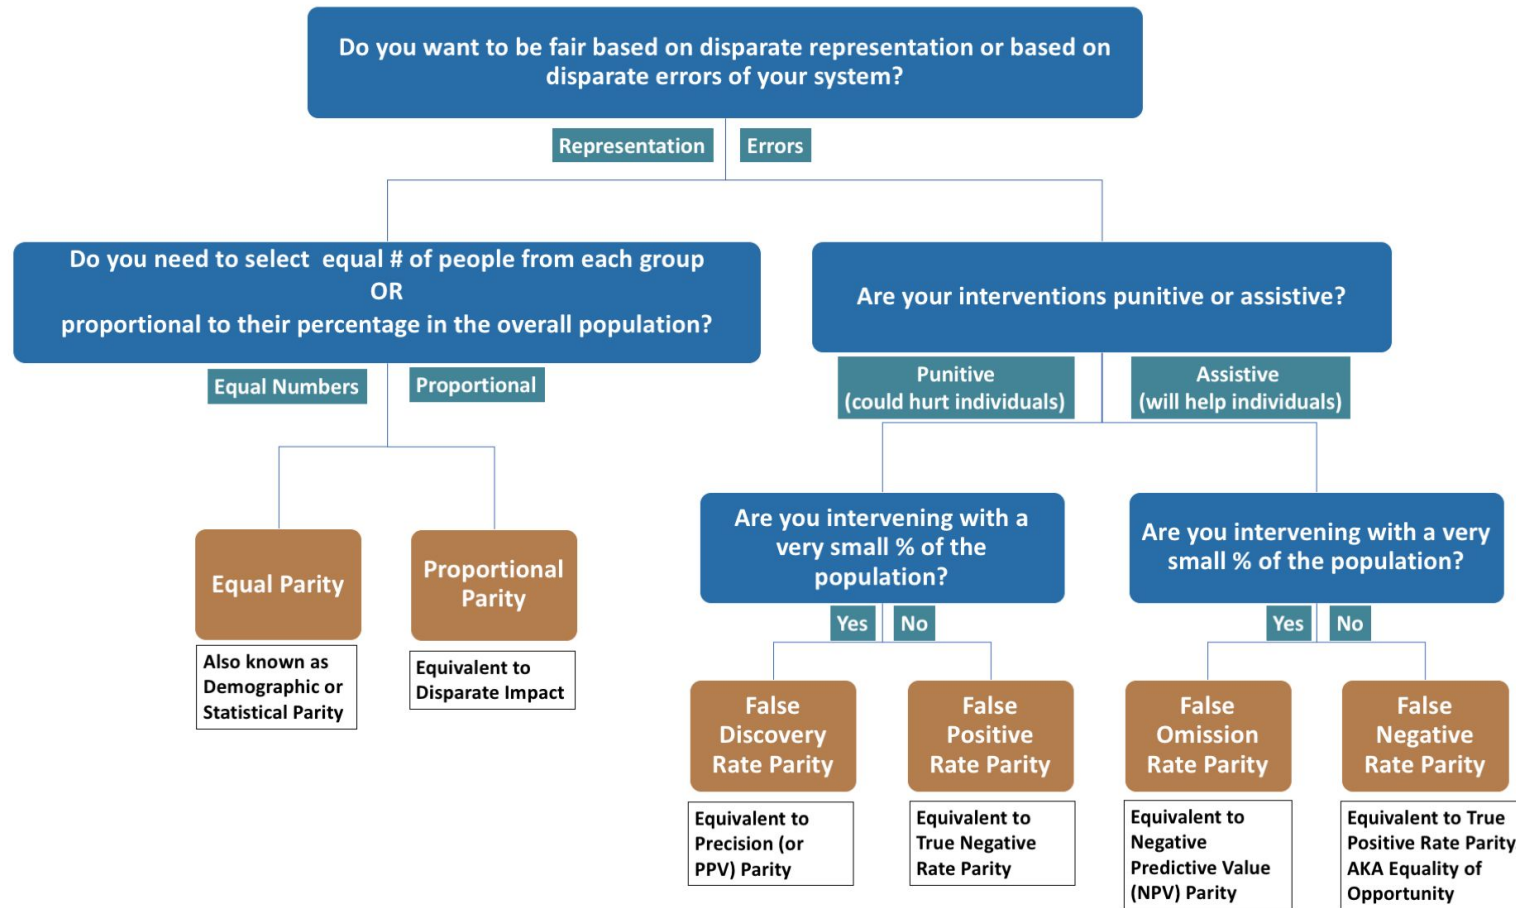 Do you want to be fair based on disparate representation or based on
disparate errors of your system?
Representation
Errors
Do you need to select equal # of people from each group
OR
proportional to their percentage in the overall population?
Are your interventions punitive or assistive?
Equal Numbers
Proportional
Punitive
(could hurt individuals)
Assistive
(will help individuals)
Equal Parity
Proportional
Parity
Also known as
Demographic or
Statistical Parity
Equivalent to
Disparate Impact
Are you intervening with a
very small % of the
population?
Are you intervening with a very
small % of the population?
Yes
No
Yes
No
False
Discovery
Rate Parity
False
Positive
Rate Parity
False
Omission
Rate Parity
False
Negative
Rate Parity
Equivalent to
Precision (or
PPV) Parity
Equivalent to
True Negative
Rate Parity
Equivalent to
Negative
Predictive Value
(NPV) Parity
Equivalent to True
Positive Rate Parity
AKA Equality of
Opportunity